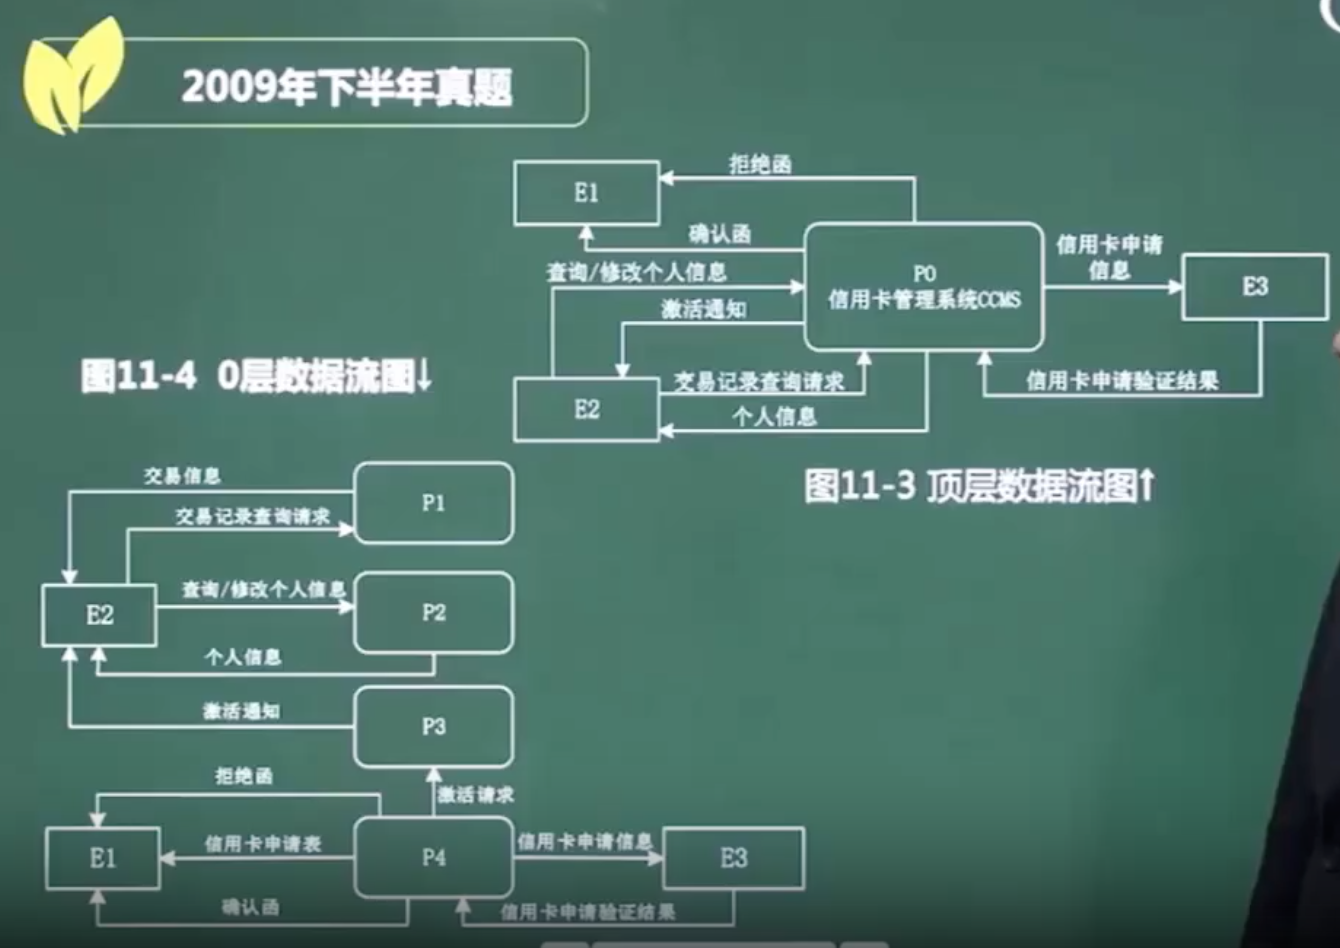 2009年下半年真题
拒绝函
E1
确认函
信用卡申请
信息
查询/修改个人信息
P0
信用卡管理系统CCMS
E3
激活通知
图11-4 0层数据流图↓
交易记录查询请求
信用卡申请验证结果
E2
个人信息
图11-3 顶层数据流图↑
交易信息
P1
交易记录查询请求
查询/修改个人信息
E2
P2
个人信息
激活通知
P3
拒绝函
激活请求
信用卡申请表
信用卡申请信息
E1
P4
E3
确认函
信用卡申请验证结果